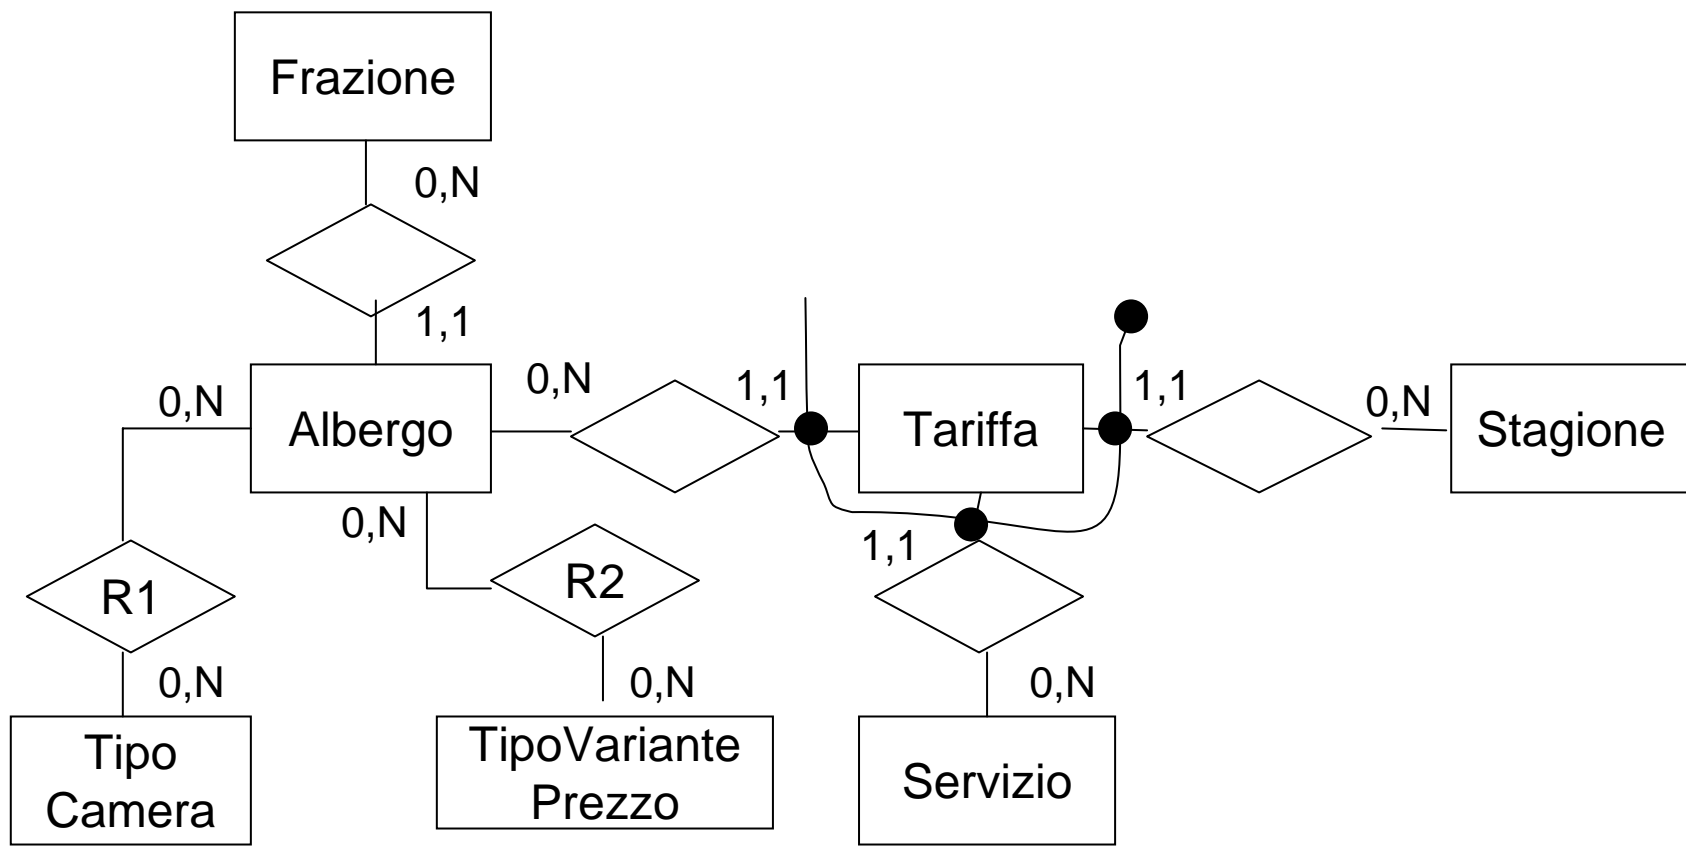 Frazione
0,N
1,1
0,N
Albergo
0,N
1,1
Tariffa
1,1
0,N
Stagione
0,N
R1
0,N
Tipo
Camera
R2
0,N
TipoVariante
Prezzo
1,1
0,N
Servizio